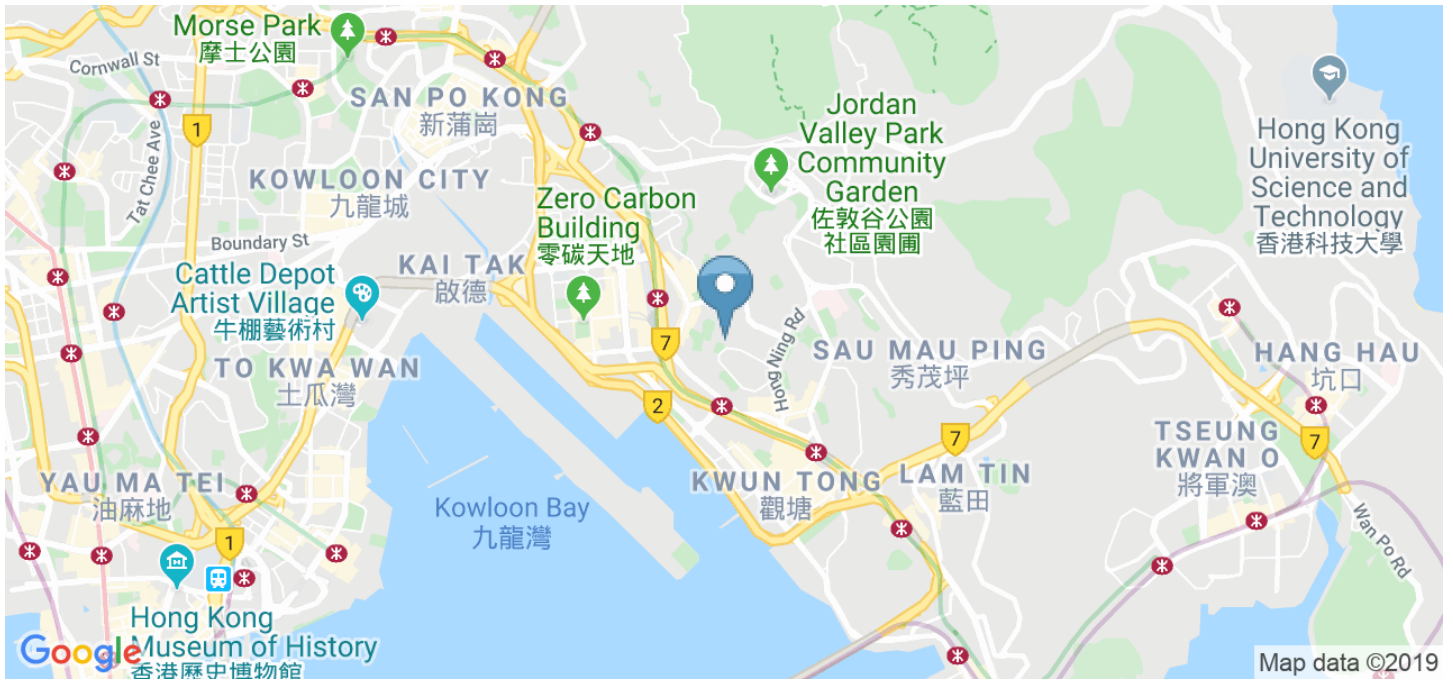 Morse Park
摩士公園
Cornwall St
Tat Chee Ave
1
SAN PO KONG
新蒲崗
Jordan
Valley Park
Community
Garden
佐敦谷公園
社區園圃
Hong Kong
University of
Science and
Technology
香港科技大學
KOWLOON CITY
九龍城
Zero Carbon
Building
零碳天地
Boundary St
KAI TAK
啟德
Cattle Depot
Artist Village
牛棚藝術村
TO KWA WAN
土瓜灣
7
2
Hong Ning Rd
SAU MAU PING
秀茂坪
HANG HAU
坑口
7
TSEUNG
KWAN O
將軍澳
7
YAU MA TEI
油麻地
KWUN TONG
觀塘
LAM TIN
藍田
Kowloon Bay
九龍灣
1
Wan Po Rd
Hong Kong
Museum of History
香港歷史博物館
Google
Map data ©2019